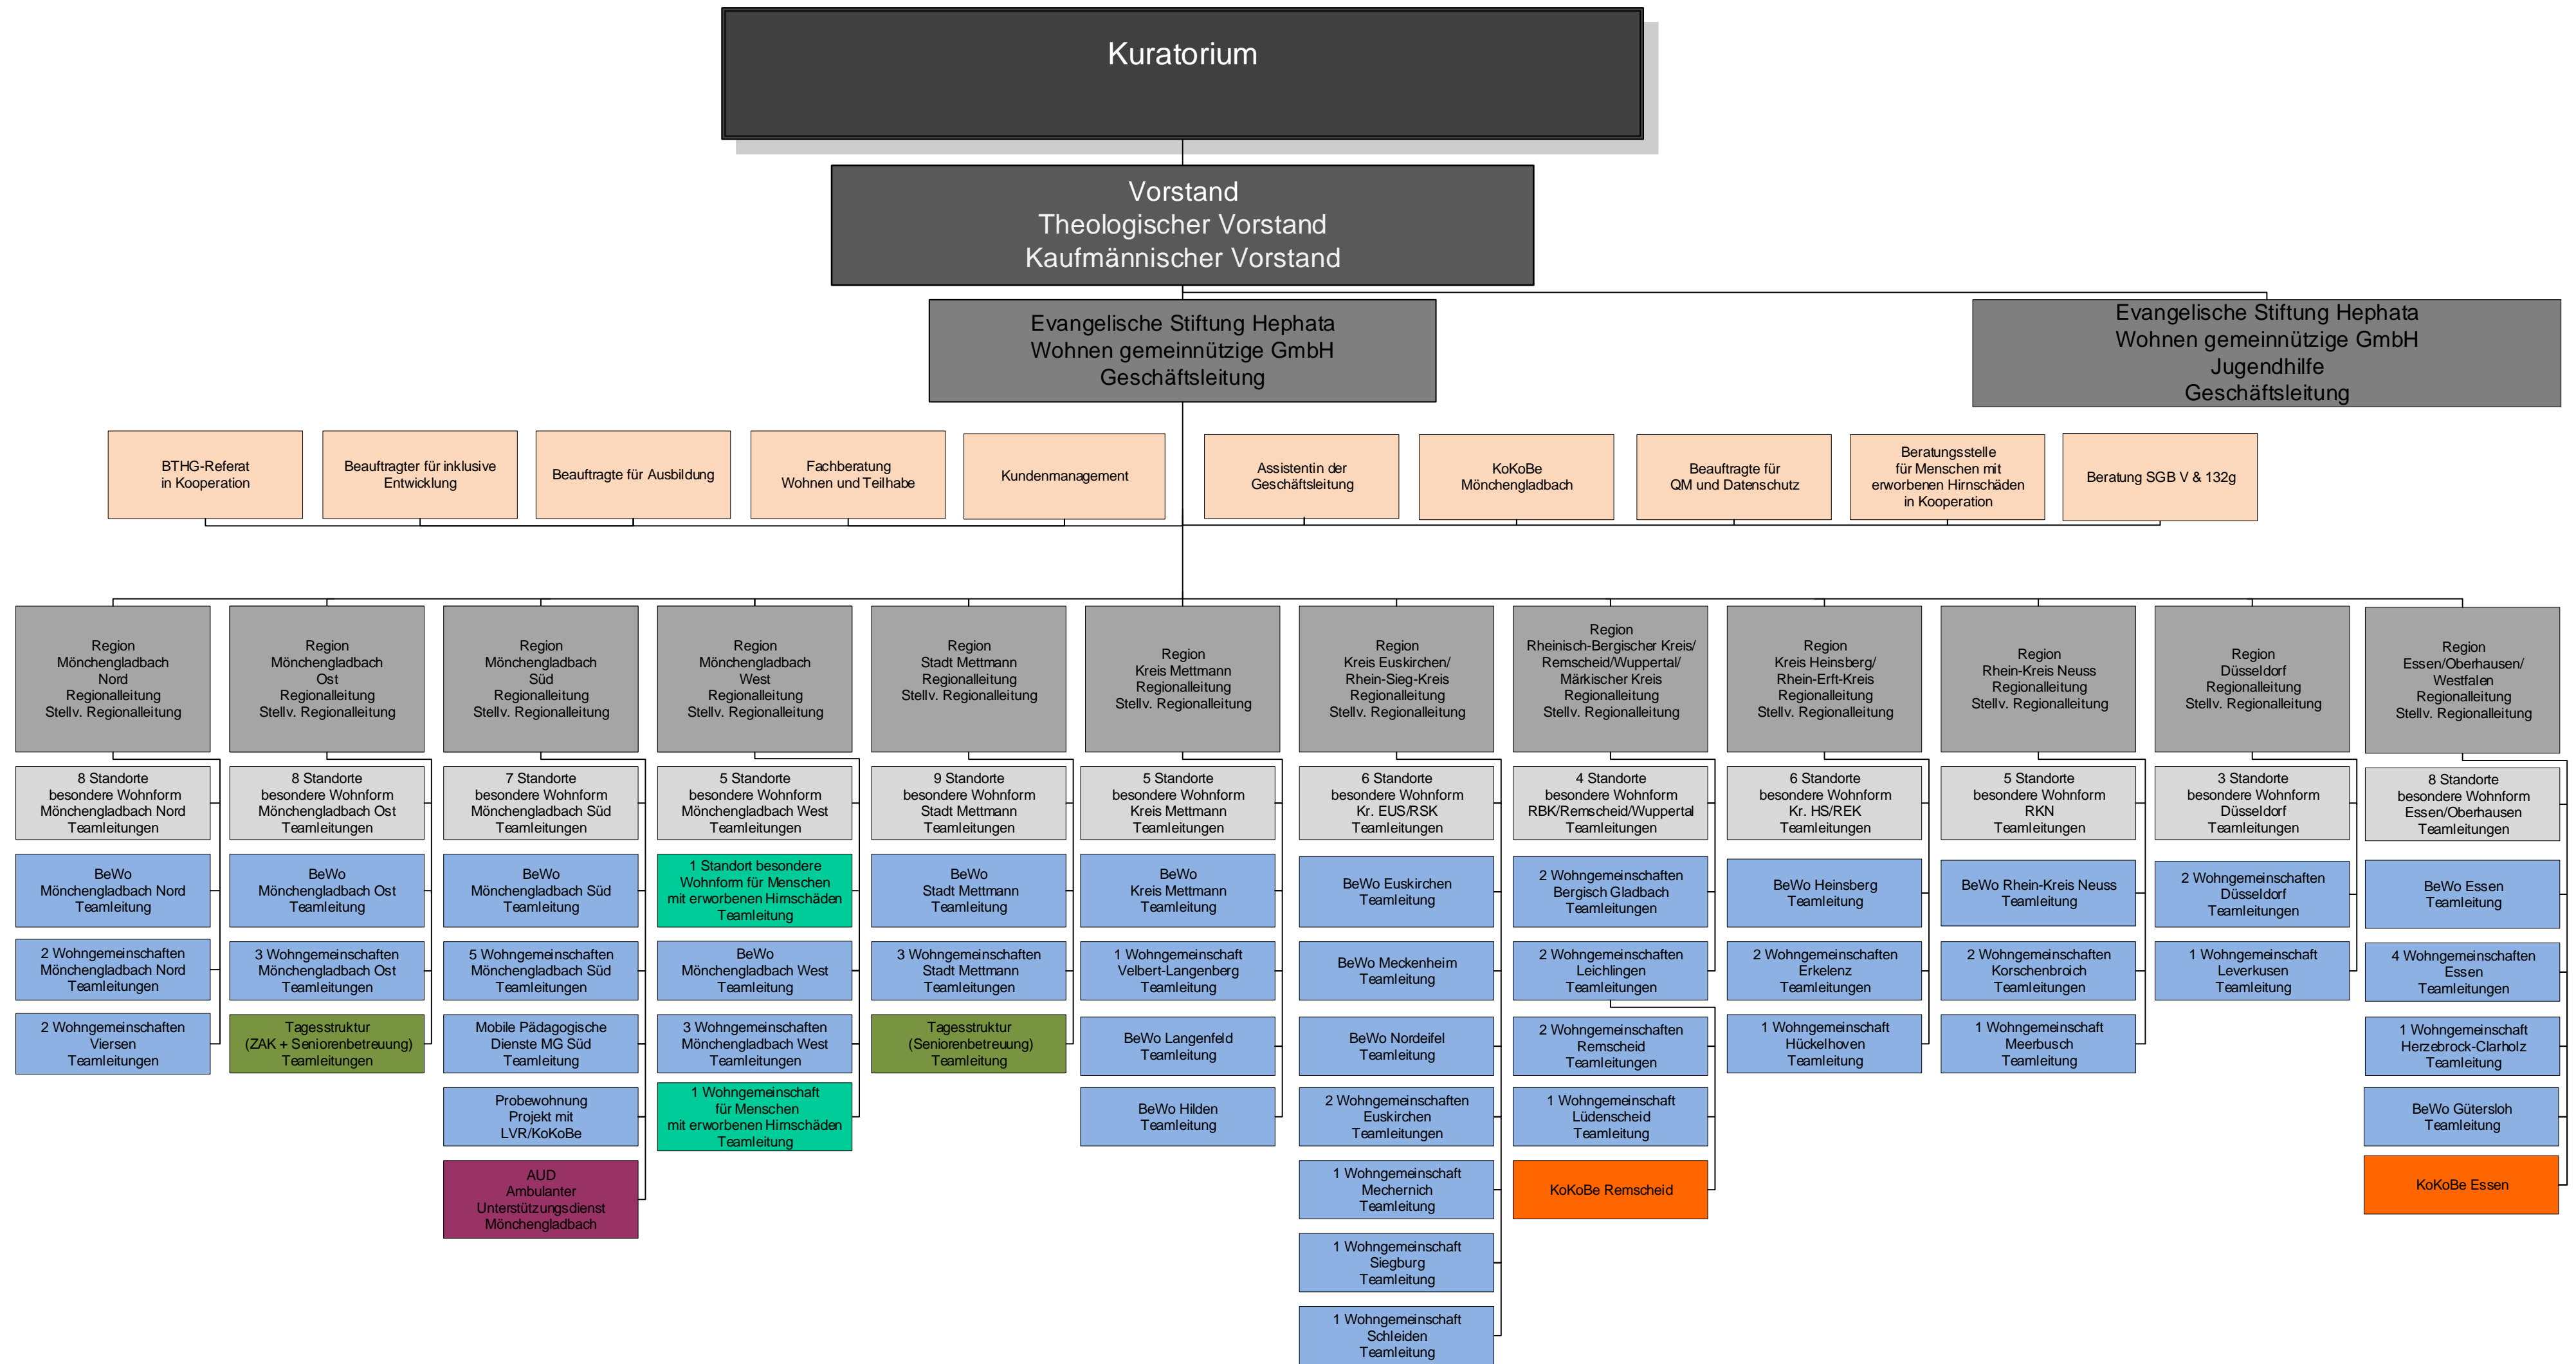 Kuratorium
Vorstand
Theologischer Vorstand
Kaufmännischer Vorstand
Evangelische Stiftung Hephata
Wohnen gemeinnützige GmbH
Geschäftsleitung
Evangelische Stiftung Hephata
Wohnen gemeinnützige GmbH
Jugendhilfe
Geschäftsleitung
BTHG-Referat
in Kooperation
Beauftragter für inklusive
Entwicklung
Beauftragte für Ausbildung
Fachberatung
Wohnen und Teilhabe
Kundenmanagement
Assistentin der
Geschäftsleitung
KoKoBe
Mönchengladbach
Beauftragte für
QM und Datenschutz
Beratungsstelle
für Menschen mit
erworbenen Hirnschäden
in Kooperation
Beratung SGB V & 132g
Region
Mönchengladbach
Nord
Regionalleitung
Stellv. Regionalleitung
8 Standorte
besondere Wohnform
Mönchengladbach Nord
Teamleitungen
BeWo
Mönchengladbach Nord
Teamleitung
2 Wohngemeinschaften
Mönchengladbach Nord
Teamleitungen
2 Wohngemeinschaften
Viersen
Teamleitungen
Region
Mönchengladbach
Ost
Regionalleitung
Stellv. Regionalleitung
8 Standorte
besondere Wohnform
Mönchengladbach Ost
Teamleitungen
BeWo
Mönchengladbach Ost
Teamleitung
3 Wohngemeinschaften
Mönchengladbach Ost
Teamleitungen
Tagesstruktur
(ZAK + Seniorenbetreuung)
Teamleitungen
Region
Mönchengladbach
Süd
Regionalleitung
Stellv. Regionalleitung
7 Standorte
besondere Wohnform
Mönchengladbach Süd
Teamleitungen
BeWo
Mönchengladbach Süd
Teamleitung
5 Wohngemeinschaften
Mönchengladbach Süd
Teamleitungen
Mobile Pädagogische
Dienste MG Süd
Teamleitung
Probewohnung
Projekt mit
LVR/KoKoBe
AUD
Ambulanter
Unterstützungsdienst
Mönchengladbach
Region
Mönchengladbach
West
Regionalleitung
Stellv. Regionalleitung
5 Standorte
besondere Wohnform
Mönchengladbach West
Teamleitungen
1 Standort besondere
Wohnform für Menschen
mit erworbenen Hirnschäden
Teamleitung
BeWo
Mönchengladbach West
Teamleitung
3 Wohngemeinschaften
Mönchengladbach West
Teamleitungen
1 Wohngemeinschaft
für Menschen
mit erworbenen Hirnschäden
Teamleitung
Region
Stadt Mettmann
Regionalleitung
Stellv. Regionalleitung
9 Standorte
besondere Wohnform
Stadt Mettmann
Teamleitungen
BeWo
Stadt Mettmann
Teamleitung
3 Wohngemeinschaften
Stadt Mettmann
Teamleitungen
Tagesstruktur
(Seniorenbetreuung)
Teamleitung
Region
Kreis Mettmann
Regionalleitung
Stellv. Regionalleitung
5 Standorte
besondere Wohnform
Kreis Mettmann
Teamleitungen
BeWo
Kreis Mettmann
Teamleitung
1 Wohngemeinschaft
Velbert-Langenberg
Teamleitung
BeWo Langenfeld
Teamleitung
BeWo Hilden
Teamleitung
Region
Kreis Euskirchen/
Rhein-Sieg-Kreis
Regionalleitung
Stellv. Regionalleitung
6 Standorte
besondere Wohnform
Kr. EUS/RSK
Teamleitungen
BeWo Euskirchen
Teamleitung
BeWo Meckenheim
Teamleitung
BeWo Nordeifel
Teamleitung
2 Wohngemeinschaften
Euskirchen
Teamleitungen
1 Wohngemeinschaft
Mechernich
Teamleitung
1 Wohngemeinschaft
Siegburg
Teamleitung
1 Wohngemeinschaft
Schleiden
Teamleitung
Region
Rheinisch-Bergischer Kreis/
Remscheid/Wuppertal/
Märkischer Kreis
Regionalleitung
Stellv. Regionalleitung
4 Standorte
besondere Wohnform
RBK/Remscheid/Wuppertal
Teamleitungen
2 Wohngemeinschaften
Bergisch Gladbach
Teamleitungen
2 Wohngemeinschaften
Leichlingen
Teamleitungen
2 Wohngemeinschaften
Remscheid
Teamleitungen
1 Wohngemeinschaft
Lüdenscheid
Teamleitung
KoKoBe Remscheid
Region
Kreis Heinsberg/
Rhein-Erft-Kreis
Regionalleitung
Stellv. Regionalleitung
6 Standorte
besondere Wohnform
Kr. HS/REK
Teamleitungen
BeWo Heinsberg
Teamleitung
2 Wohngemeinschaften
Erkelenz
Teamleitungen
1 Wohngemeinschaft
Hückelhoven
Teamleitung
Region
Rhein-Kreis Neuss
Regionalleitung
Stellv. Regionalleitung
5 Standorte
besondere Wohnform
RKN
Teamleitungen
BeWo Rhein-Kreis Neuss
Teamleitung
2 Wohngemeinschaften
Korschenbroich
Teamleitungen
1 Wohngemeinschaft
Meerbusch
Teamleitung
Region
Düsseldorf
Regionalleitung
Stellv. Regionalleitung
3 Standorte
besondere Wohnform
Düsseldorf
Teamleitungen
2 Wohngemeinschaften
Düsseldorf
Teamleitungen
1 Wohngemeinschaft
Leverkusen
Teamleitung
Region
Essen/Oberhausen/
Westfalen
Regionalleitung
Stellv. Regionalleitung
8 Standorte
besondere Wohnform
Essen/Oberhausen
Teamleitungen
BeWo Essen
Teamleitung
4 Wohngemeinschaften
Essen
Teamleitungen
1 Wohngemeinschaft
Herzebrock-Clarholz
Teamleitung
BeWo Gütersloh
Teamleitung
KoKoBe Essen